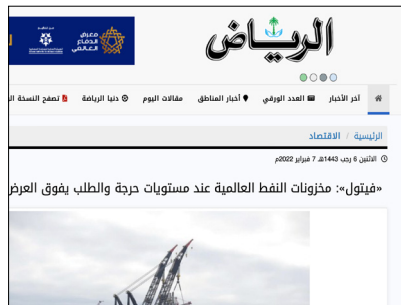 معرض
الدفاع
العالمي
الرياض
آخر الأخبار العدد الورقي أخبار المناطق مقالات اليوم دنيا الرياضة تصفح النسخة
الرئيسية / الاقتصاد
الاثنين 6 رجب 1443هـ 7 فبراير 2022م
«فيتول»: مخزونات النفط العالمية عند مستويات حرجة والطلب يفوق العرض